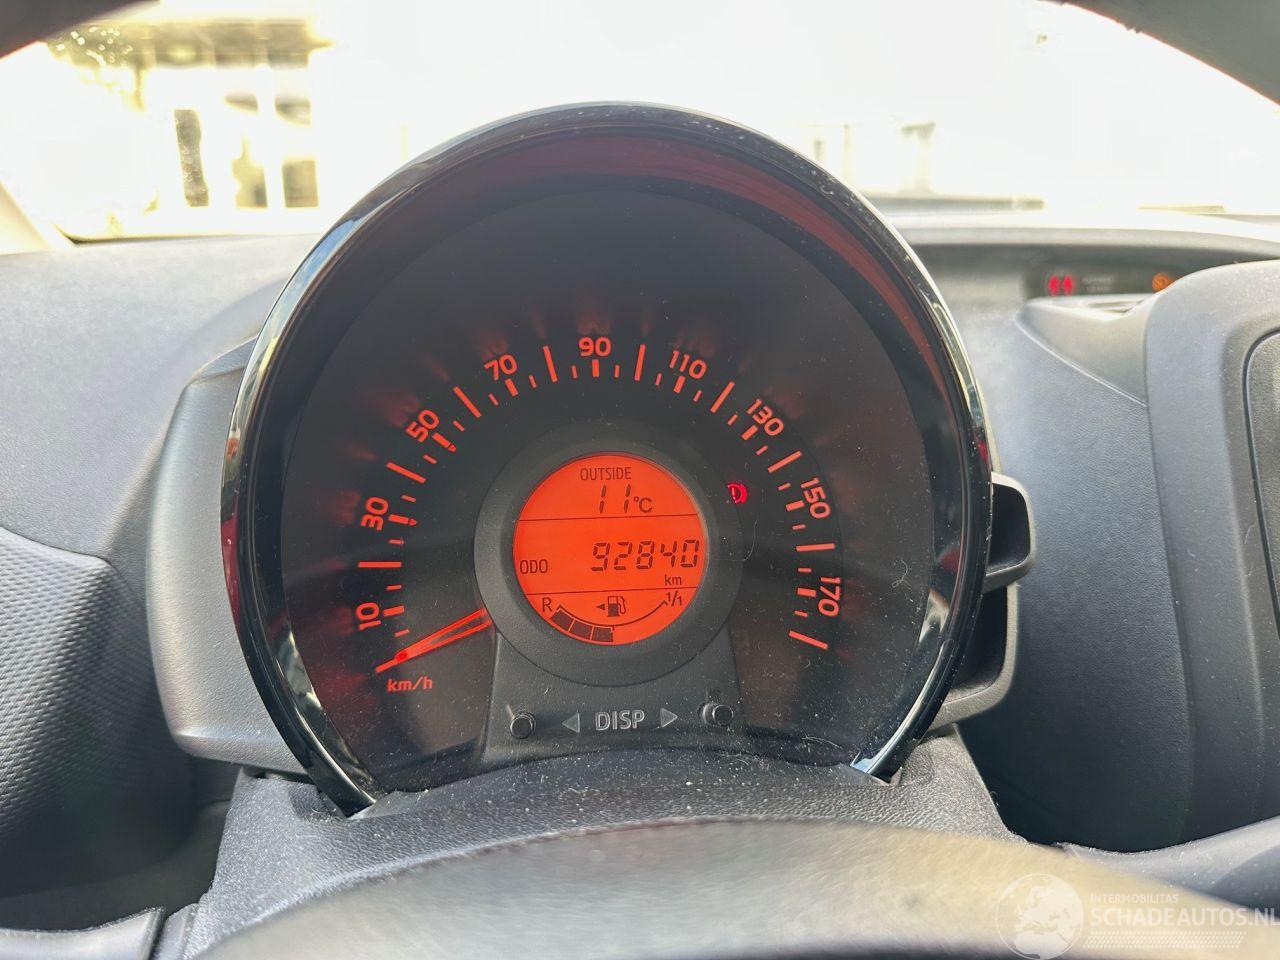 90
70
110
50
130
30
150
10
170
km/h
OUTSIDE
11°C
ODO 92840
km
R 1/1
DISP
INTERMOBILITAS
SCHADEAUTOS.NL